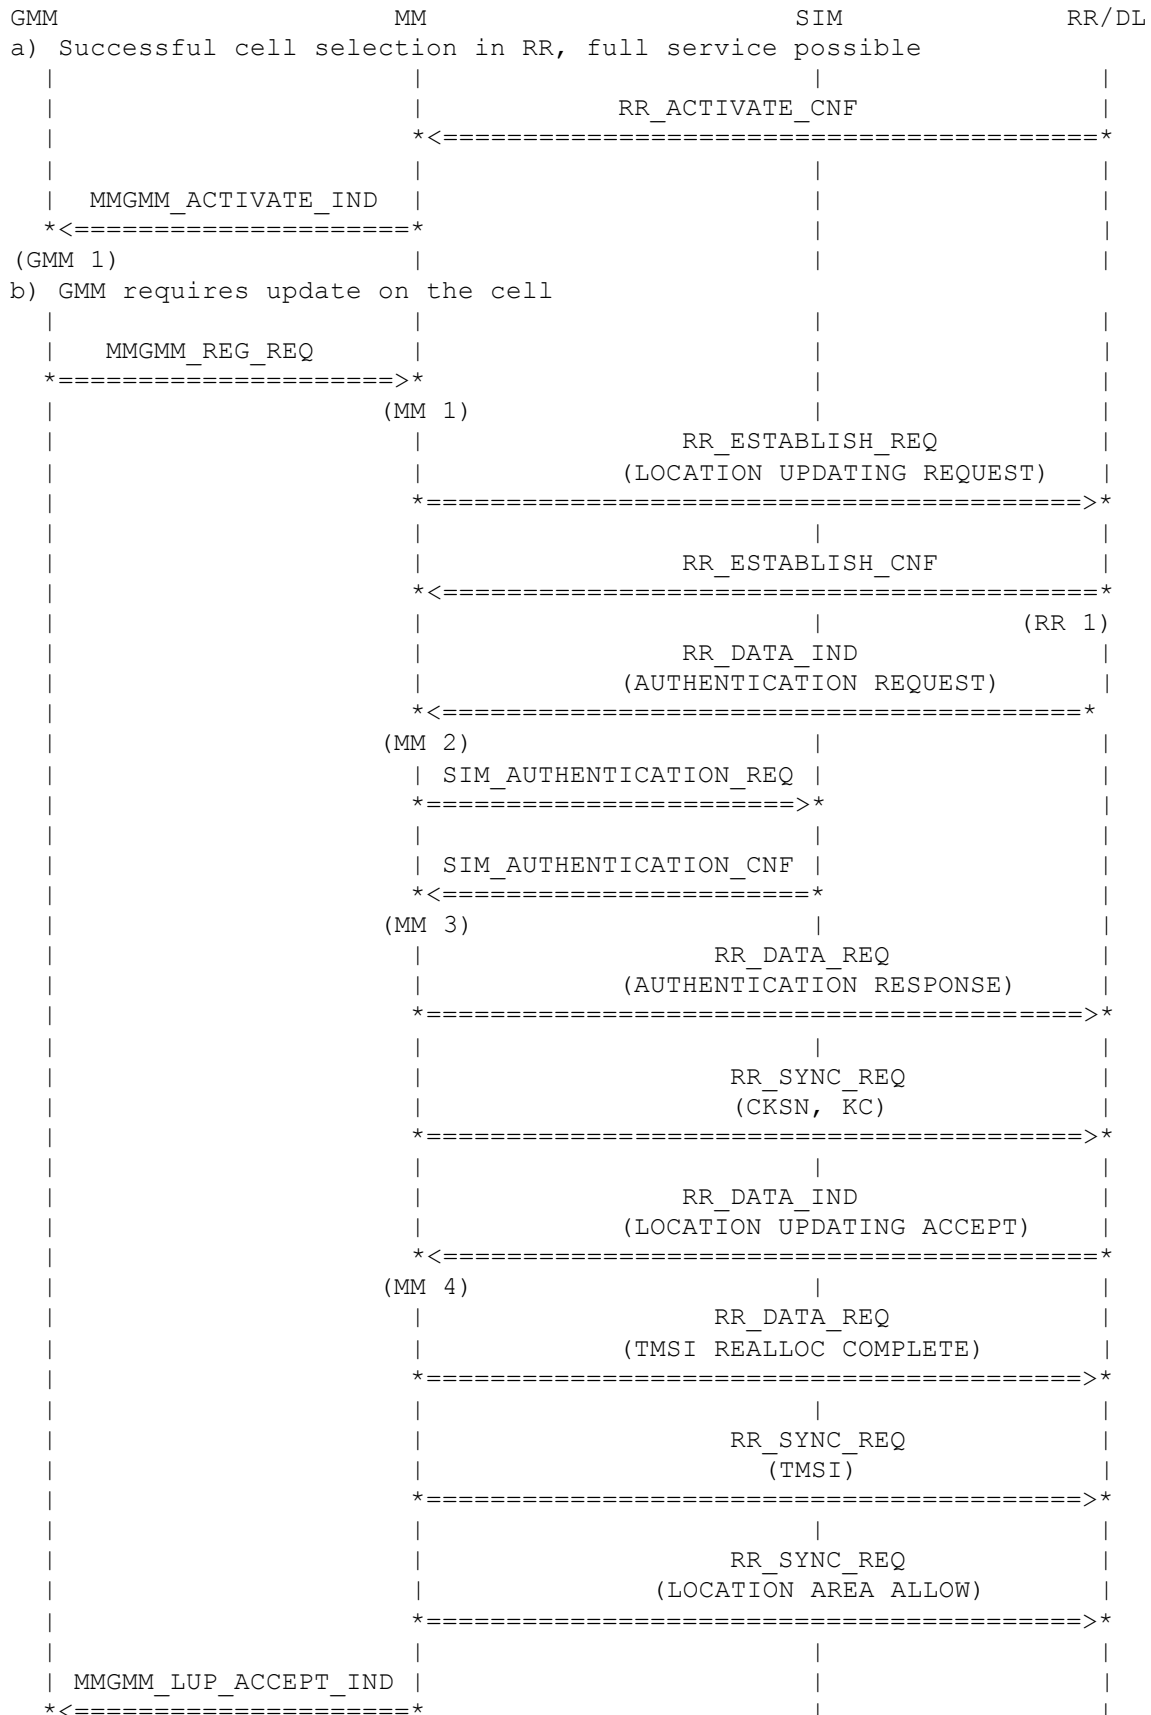 GMM                     MM                       SIM              RR/DL
a) Successful cell selection in RR, full service possible
  |                      |                        |                 |
  |                      |            RR_ACTIVATE_CNF               |
  |                      *<=========================================*
  |                      |                        |                 |
  |  MMGMM_ACTIVATE_IND  |                        |                 |
  *<=====================*                        |                 |
(GMM 1)                  |                        |                 |
b) GMM requires update on the cell
  |                      |                        |                 |
  |   MMGMM_REG_REQ      |                        |                 |
  *=====================>*                        |                 |
  |                    (MM 1)                     |                 |
  |                      |                RR_ESTABLISH_REQ          |
  |                      |            (LOCATION UPDATING REQUEST)   |
  |                      *=========================================>*
  |                      |                        |                 |
  |                      |                RR_ESTABLISH_CNF          |
  |                      *<=========================================*
  |                      |                        |            (RR 1)
  |                      |                RR_DATA_IND               |
  |                      |            (AUTHENTICATION REQUEST)      |
  |                      *<========================================*
  |                    (MM 2)                     |                 |
  |                      | SIM_AUTHENTICATION_REQ |                 |
  |                      *=======================>*                 |
  |                      |                        |                 |
  |                      | SIM_AUTHENTICATION_CNF |                 |
  |                      *<=======================*                 |
  |                    (MM 3)                     |                 |
  |                      |                  RR_DATA_REQ             |
  |                      |            (AUTHENTICATION RESPONSE)     |
  |                      *=========================================>*
  |                      |                        |                 |
  |                      |                   RR_SYNC_REQ            |
  |                      |                   (CKSN, KC)             |
  |                      *=========================================>*
  |                      |                        |                 |
  |                      |                RR_DATA_IND               |
  |                      |            (LOCATION UPDATING ACCEPT)    |
  |                      *<=========================================*
  |                    (MM 4)                     |                 |
  |                      |                  RR_DATA_REQ             |
  |                      |            (TMSI REALLOC COMPLETE)       |
  |                      *=========================================>*
  |                      |                        |                 |
  |                      |                   RR_SYNC_REQ            |
  |                      |                     (TMSI)               |
  |                      *=========================================>*
  |                      |                        |                 |
  |                      |                   RR_SYNC_REQ            |
  |                      |              (LOCATION AREA ALLOW)       |
  |                      *=========================================>*
  |                      |                        |                 |
  | MMGMM_LUP_ACCEPT_IND |                        |                 |
  *<=====================*                        |                 |